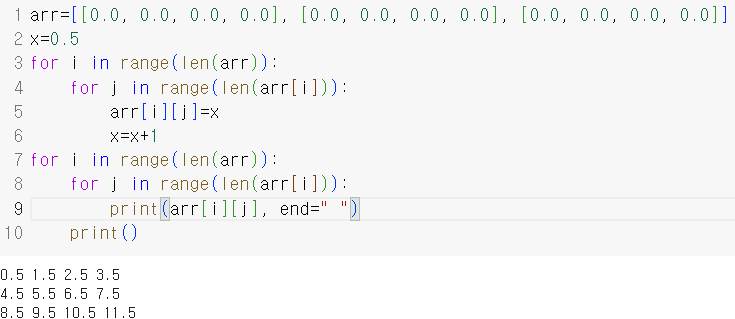 1 arr=[[0.0, 0.0, 0.0, 0.0], [0.0, 0.0, 0.0, 0.0], [0.0, 0.0, 0.0, 0.0]]
2 x=0.5
3 for i in range(len(arr)):
4     for j in range(len(arr[i])):
5         arr[i][j]=x
6         x=x+1
7 for i in range(len(arr)):
8     for j in range(len(arr[i])):
9         print(arr[i][j], end=" ")
10     print()
0.5 1.5 2.5 3.5
4.5 5.5 6.5 7.5
8.5 9.5 10.5 11.5